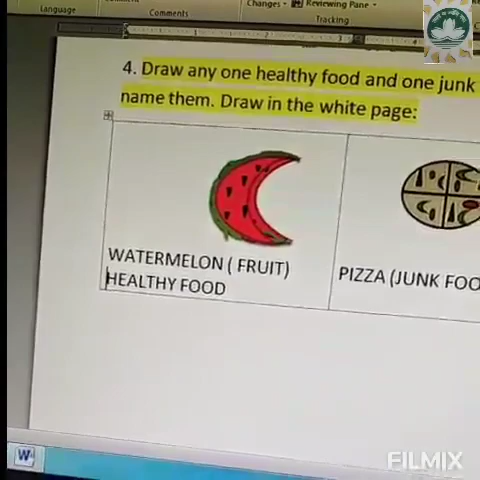 Language
Comments
Changes
Reviewing Pane
Tracking
4. Draw any one healthy food and one junk
name them. Draw in the white page:
WATERMELON ( FRUIT)
HEALTHY FOOD
PIZZA (JUNK FOO
W
FILMIX